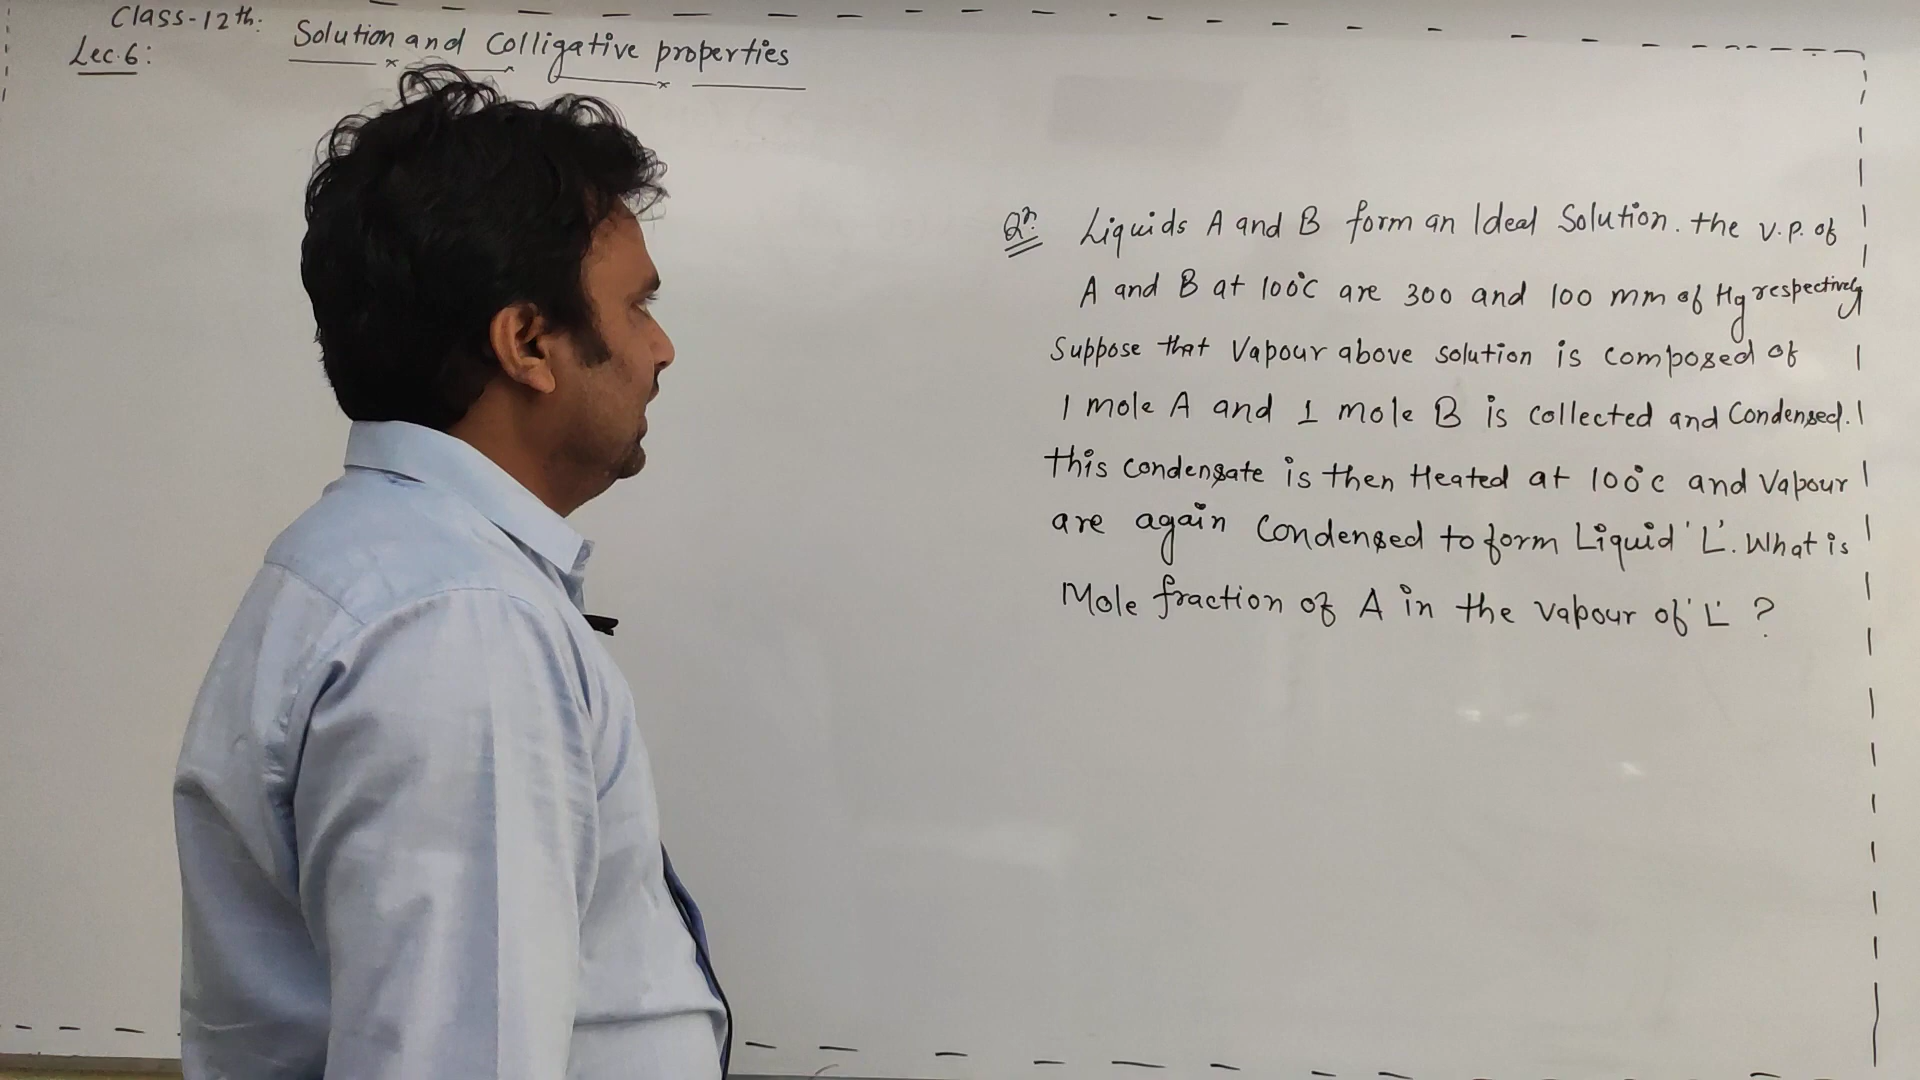 Class-12th:
Lec.6:
Solution and Colligative properties
Qn. Liquids A and B form an Ideal Solution. the v.p. of
A and B at 100°C are 300 and 100 mm of Hg respectively
Suppose that Vapour above solution is composed of
1 mole A and 1 mole B is collected and Condensed.
this condensate is then Heated at 100°c and Vapour
are again Condensed to form Liquid 'L'. What is
Mole fraction of A in the vapour of 'L' ?